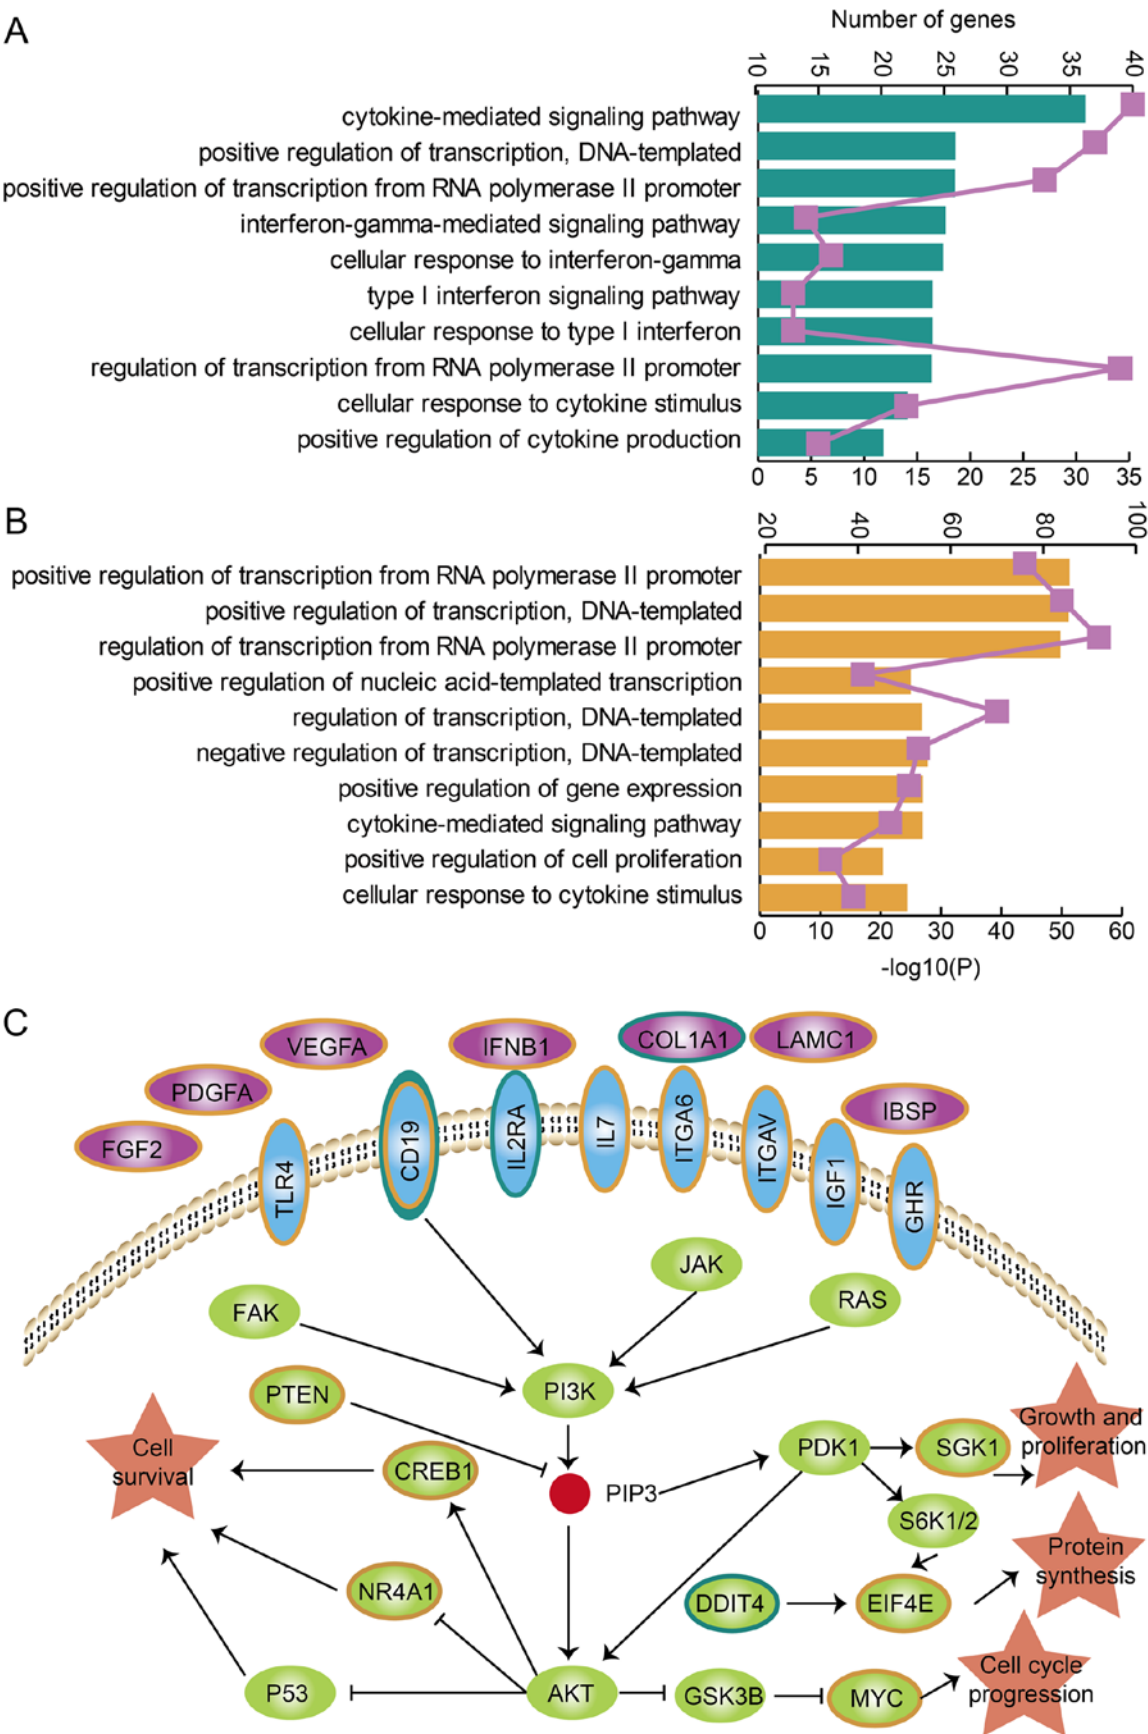 A
Number of genes
10 15 20 25 30 35 40
cytokine-mediated signaling pathway
positive regulation of transcription, DNA-templated
positive regulation of transcription from RNA polymerase II promoter
interferon-gamma-mediated signaling pathway
cellular response to interferon-gamma
type I interferon signaling pathway
cellular response to type I interferon
regulation of transcription from RNA polymerase II promoter
cellular response to cytokine stimulus
positive regulation of cytokine production
0 5 10 15 20 25 30 35
B
20 40 60 80 100
positive regulation of transcription from RNA polymerase II promoter
positive regulation of transcription, DNA-templated
regulation of transcription from RNA polymerase II promoter
positive regulation of nucleic acid-templated transcription
regulation of transcription, DNA-templated
negative regulation of transcription, DNA-templated
positive regulation of gene expression
cytokine-mediated signaling pathway
positive regulation of cell proliferation
cellular response to cytokine stimulus
0 10 20 30 40 50 60
-log10(P)
C
VEGFA
IFNB1
COL1A1
LAMC1
PDGFA
FGF2
IBSP
TLR4
CD19
IL2RA
IL7
ITGA6
ITGAV
IGF1
GHR
JAK
FAK
RAS
PTEN
PI3K
Cell
survival
CREB1
PIP3
PDK1
SGK1
Growth and
proliferation
S6K1/2
Protein
synthesis
NR4A1
DDIT4
EIF4E
P53
AKT
GSK3B
MYC
Cell cycle
progression